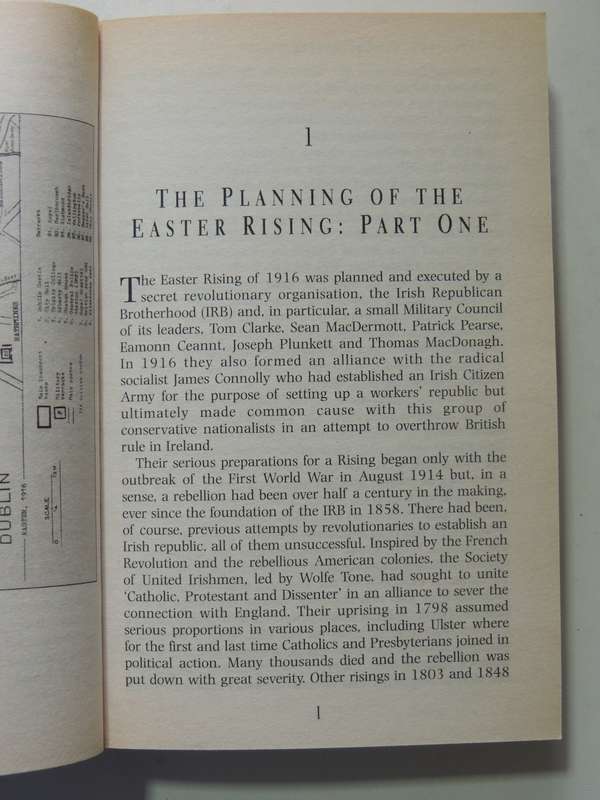 DUBLIN
EASTER, 1916
SCALE
RATHMINES
1
THE PLANNING OF THE
EASTER RISING: PART ONE
The Easter Rising of 1916 was planned and executed by a
secret revolutionary organisation, the Irish Republican
Brotherhood (IRB) and, in particular, a small Military Council
of its leaders, Tom Clarke, Sean MacDermott, Patrick Pearse,
Eamonn Ceannt, Joseph Plunkett and Thomas MacDonagh.
In 1916 they also formed an alliance with the radical
socialist James Connolly who had established an Irish Citizen
Army for the purpose of setting up a workers' republic but
ultimately made common cause with this group of
conservative nationalists in an attempt to overthrow British
rule in Ireland.
Their serious preparations for a Rising began only with the
outbreak of the First World War in August 1914 but, in a
sense, a rebellion had been over half a century in the making,
ever since the foundation of the IRB in 1858. There had been,
of course, previous attempts by revolutionaries to establish an
Irish republic, all of them unsuccessful. Inspired by the French
Revolution and the rebellious American colonies, the Society
of United Irishmen, led by Wolfe Tone, had sought to unite
'Catholic, Protestant and Dissenter' in an alliance to sever the
connection with England. Their uprising in 1798 assumed
serious proportions in various places, including Ulster where
for the first and last time Catholics and Presbyterians joined in
political action. Many thousands died and the rebellion was
put down with great severity. Other risings in 1803 and 1848
1